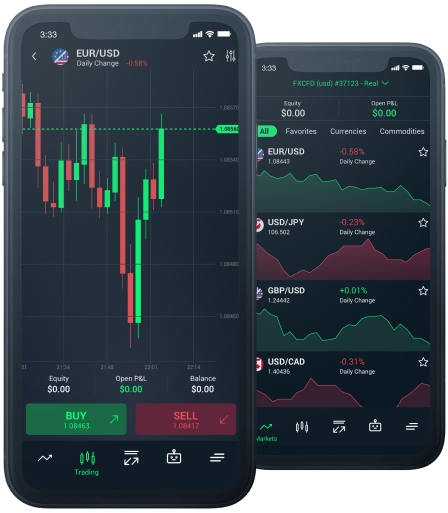 3:33
EUR/USD
Daily Change -0.58%
1.08570
1.08560
1.08540
1.08510
1.08480
1.08450
21:36
21:48
22:01
22:14
Equity Open P&L Balance
$0.00 $0.00 $0.00
BUY
1.08463
SELL
1.08417
Trading
3:33
FXCFD (usd) #37123 - Real
Equity Open P&L
$0.00 $0.00
All Favorites Currencies Commodities
EUR/USD -0.58%
1.08443 Daily Change
USD/JPY -0.23%
106.502 Daily Change
GBP/USD +0.01%
1.24442 Daily Change
USD/CAD -0.31%
1.40436 Daily Change
Markets